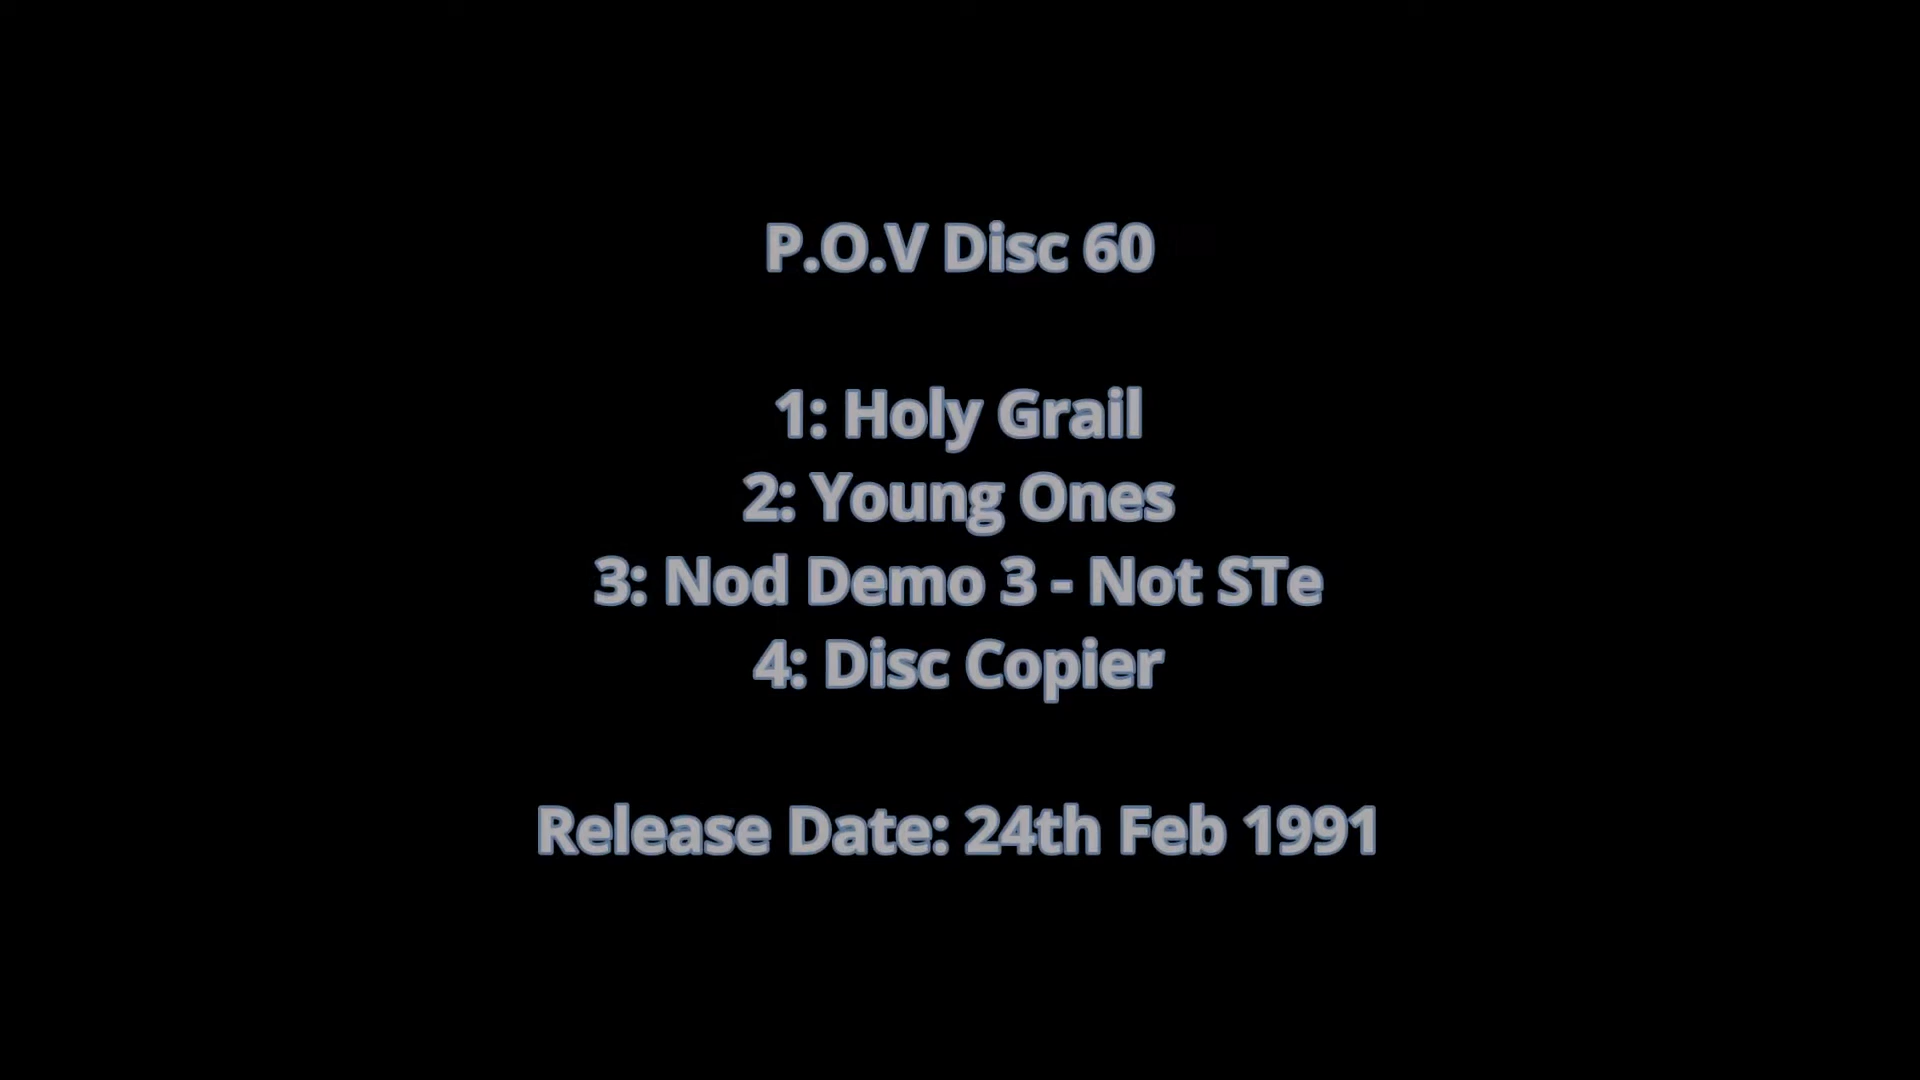 P.O.V Disc 60
1: Holy Grail
2: Young Ones
3: Nod Demo 3 - Not STe
4: Disc Copier
Release Date: 24th Feb 1991